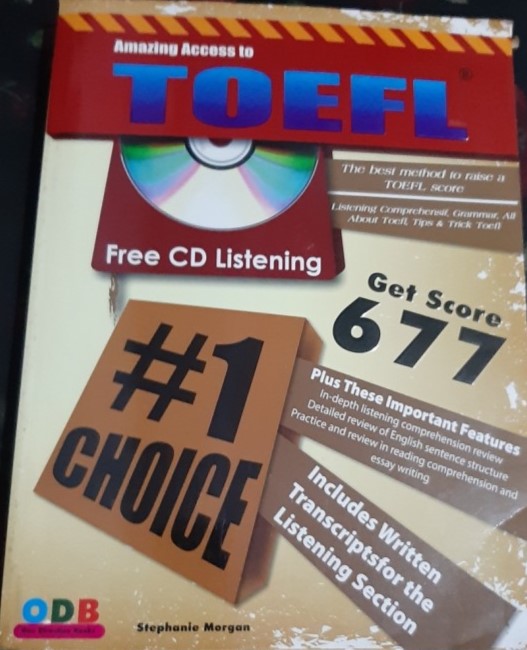 Amazing Access to
TOEFL®
The best method to raise a
TOEFL score
Listening Comprehensif, Grammar, All
About Toefl, Tips & Trick Toefl
Free CD Listening
Get Score
677
#1
CHOICE
Plus These Important Features
In-depth listening comprehension review
Detailed review of English sentence structure
Practice and review in reading comprehension and
essay writing
Includes Written
Transcriptsfor the
Listening Section
ODB
Stephanie Morgan